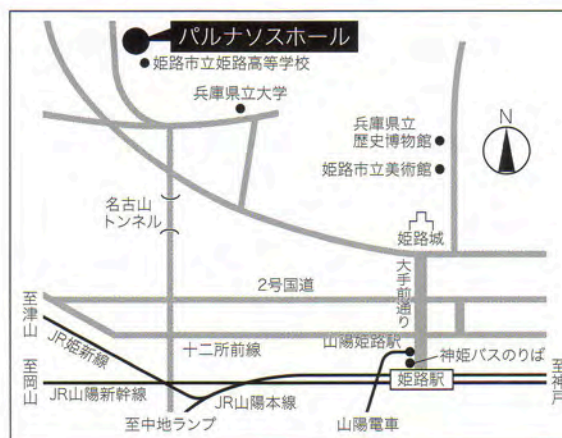 パルナソスホール
姫路市立姫路高等学校
兵庫県立大学
兵庫県立
歴史博物館
N
姫路市立美術館
名古山
トンネル
姫路城
大手前通り
2号国道
至津山
JR姫新線
十二所前線
山陽姫路駅
神姫バスのりば
至岡山
JR山陽新幹線
JR山陽本線
姫路駅
至神戸
至中地ランプ
山陽電車